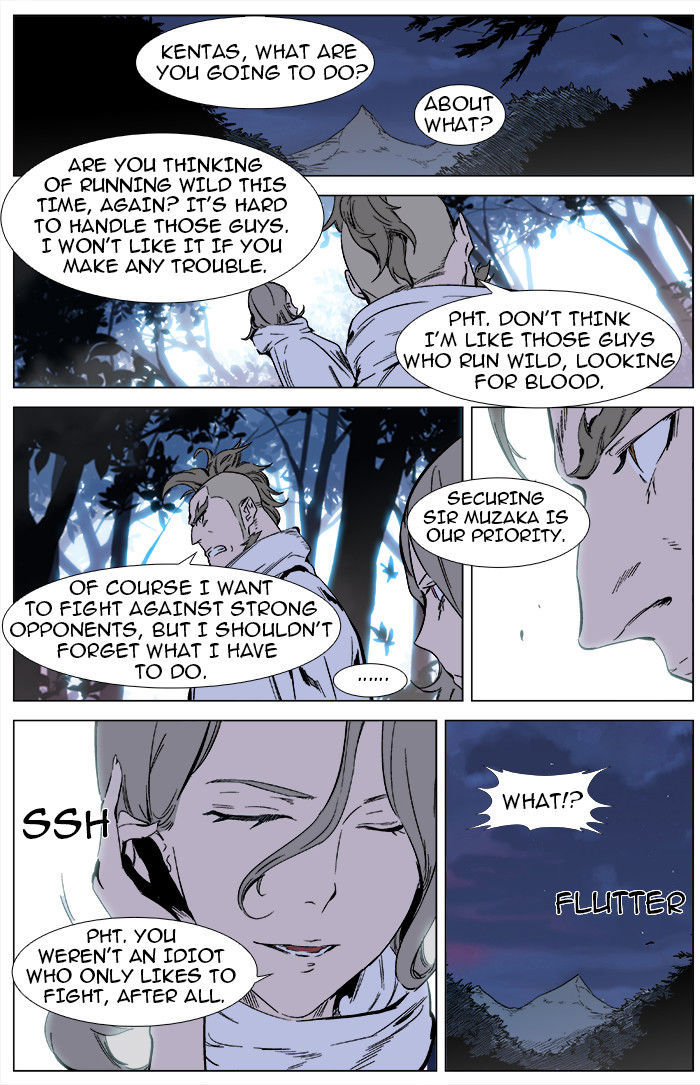 KENTAS, WHAT ARE
YOU GOING TO DO?
ABOUT
WHAT?
ARE YOU THINKING
OF RUNNING WILD THIS
TIME, AGAIN? IT'S HARD
TO HANDLE THOSE GUYS.
I WON'T LIKE IT IF YOU
MAKE ANY TROUBLE.
PHT. DON'T THINK
I'M LIKE THOSE GUYS
WHO RUN WILD, LOOKING
FOR BLOOD.
OF COURSE I WANT
TO FIGHT AGAINST STRONG
OPPONENTS, BUT I SHOULDN'T
FORGET WHAT I HAVE
TO DO.
......
SECURING
SIR MUZAKA IS
OUR PRIORITY.
SSH
PHT. YOU
WEREN'T AN IDIOT
WHO ONLY LIKES TO
FIGHT, AFTER ALL.
WHAT!?
FLUTTER